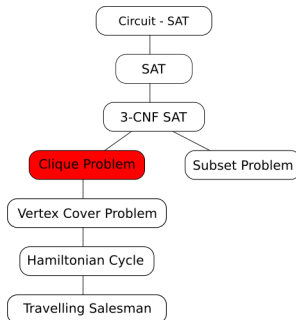 Circuit - SAT
SAT
3-CNF SAT
Clique Problem
Subset Problem
Vertex Cover Problem
Hamiltonian Cycle
Travelling Salesman